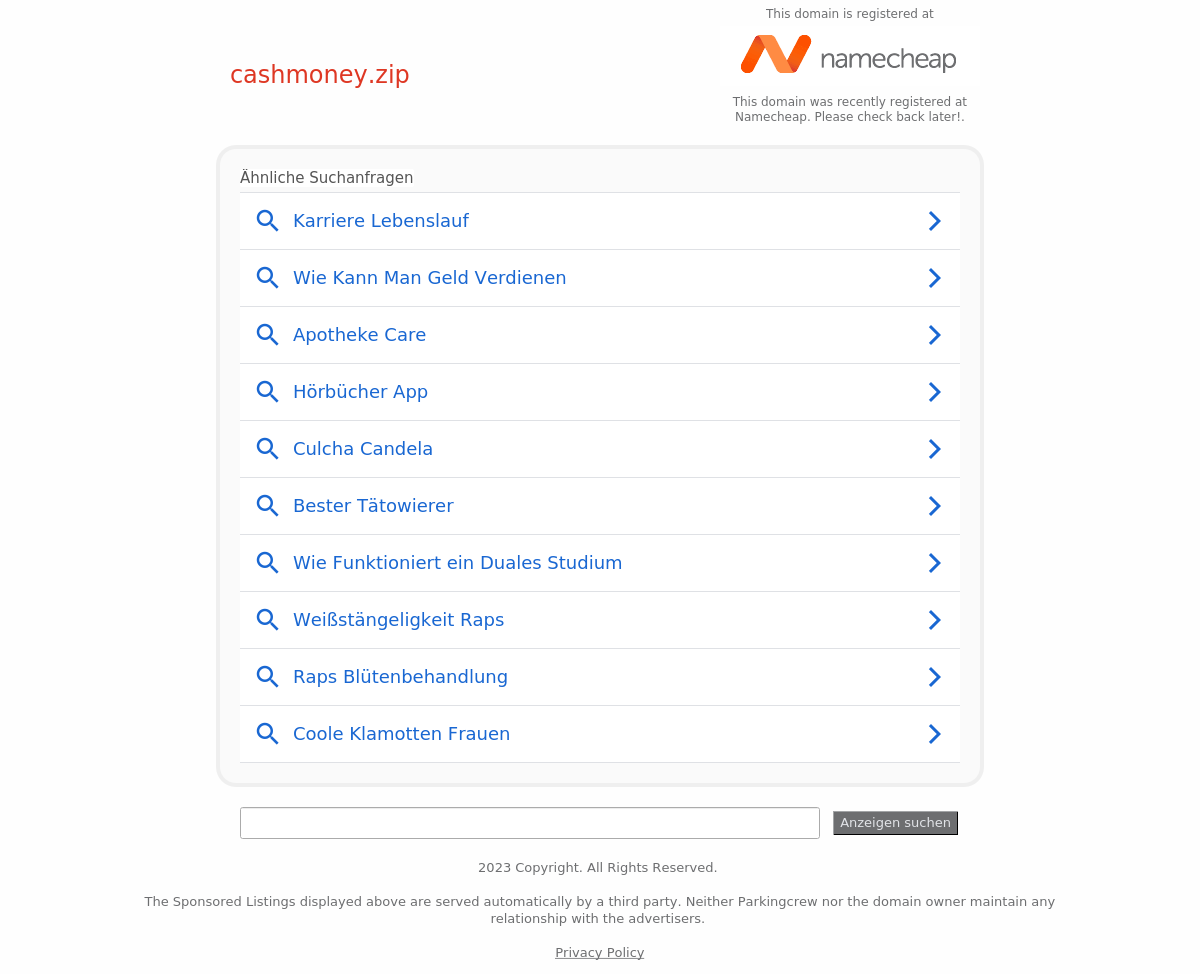 This domain is registered at
namecheap
cashmoney.zip
This domain was recently registered at
Namecheap. Please check back later!.
Ähnliche Suchanfragen
Karriere Lebenslauf
Wie Kann Man Geld Verdienen
Apotheke Care
Hörbücher App
Culcha Candela
Bester Tätowierer
Wie Funktioniert ein Duales Studium
Weißstängeligkeit Raps
Raps Blütenbehandlung
Coole Klamotten Frauen
Anzeigen suchen
2023 Copyright. All Rights Reserved.
The Sponsored Listings displayed above are served automatically by a third party. Neither Parkingcrew nor the domain owner maintain any
relationship with the advertisers.
Privacy Policy